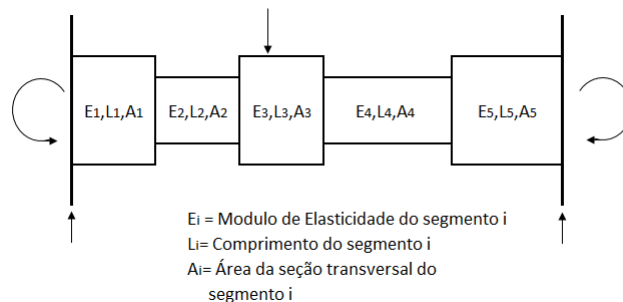 E1,L1,A1
E2,L2,A2
E3,L3,A3
E4,L4,A4
E5,L5,A5
Ei = Modulo de Elasticidade do segmento i
Li= Comprimento do segmento i
Ai= Área da seção transversal do
segmento i